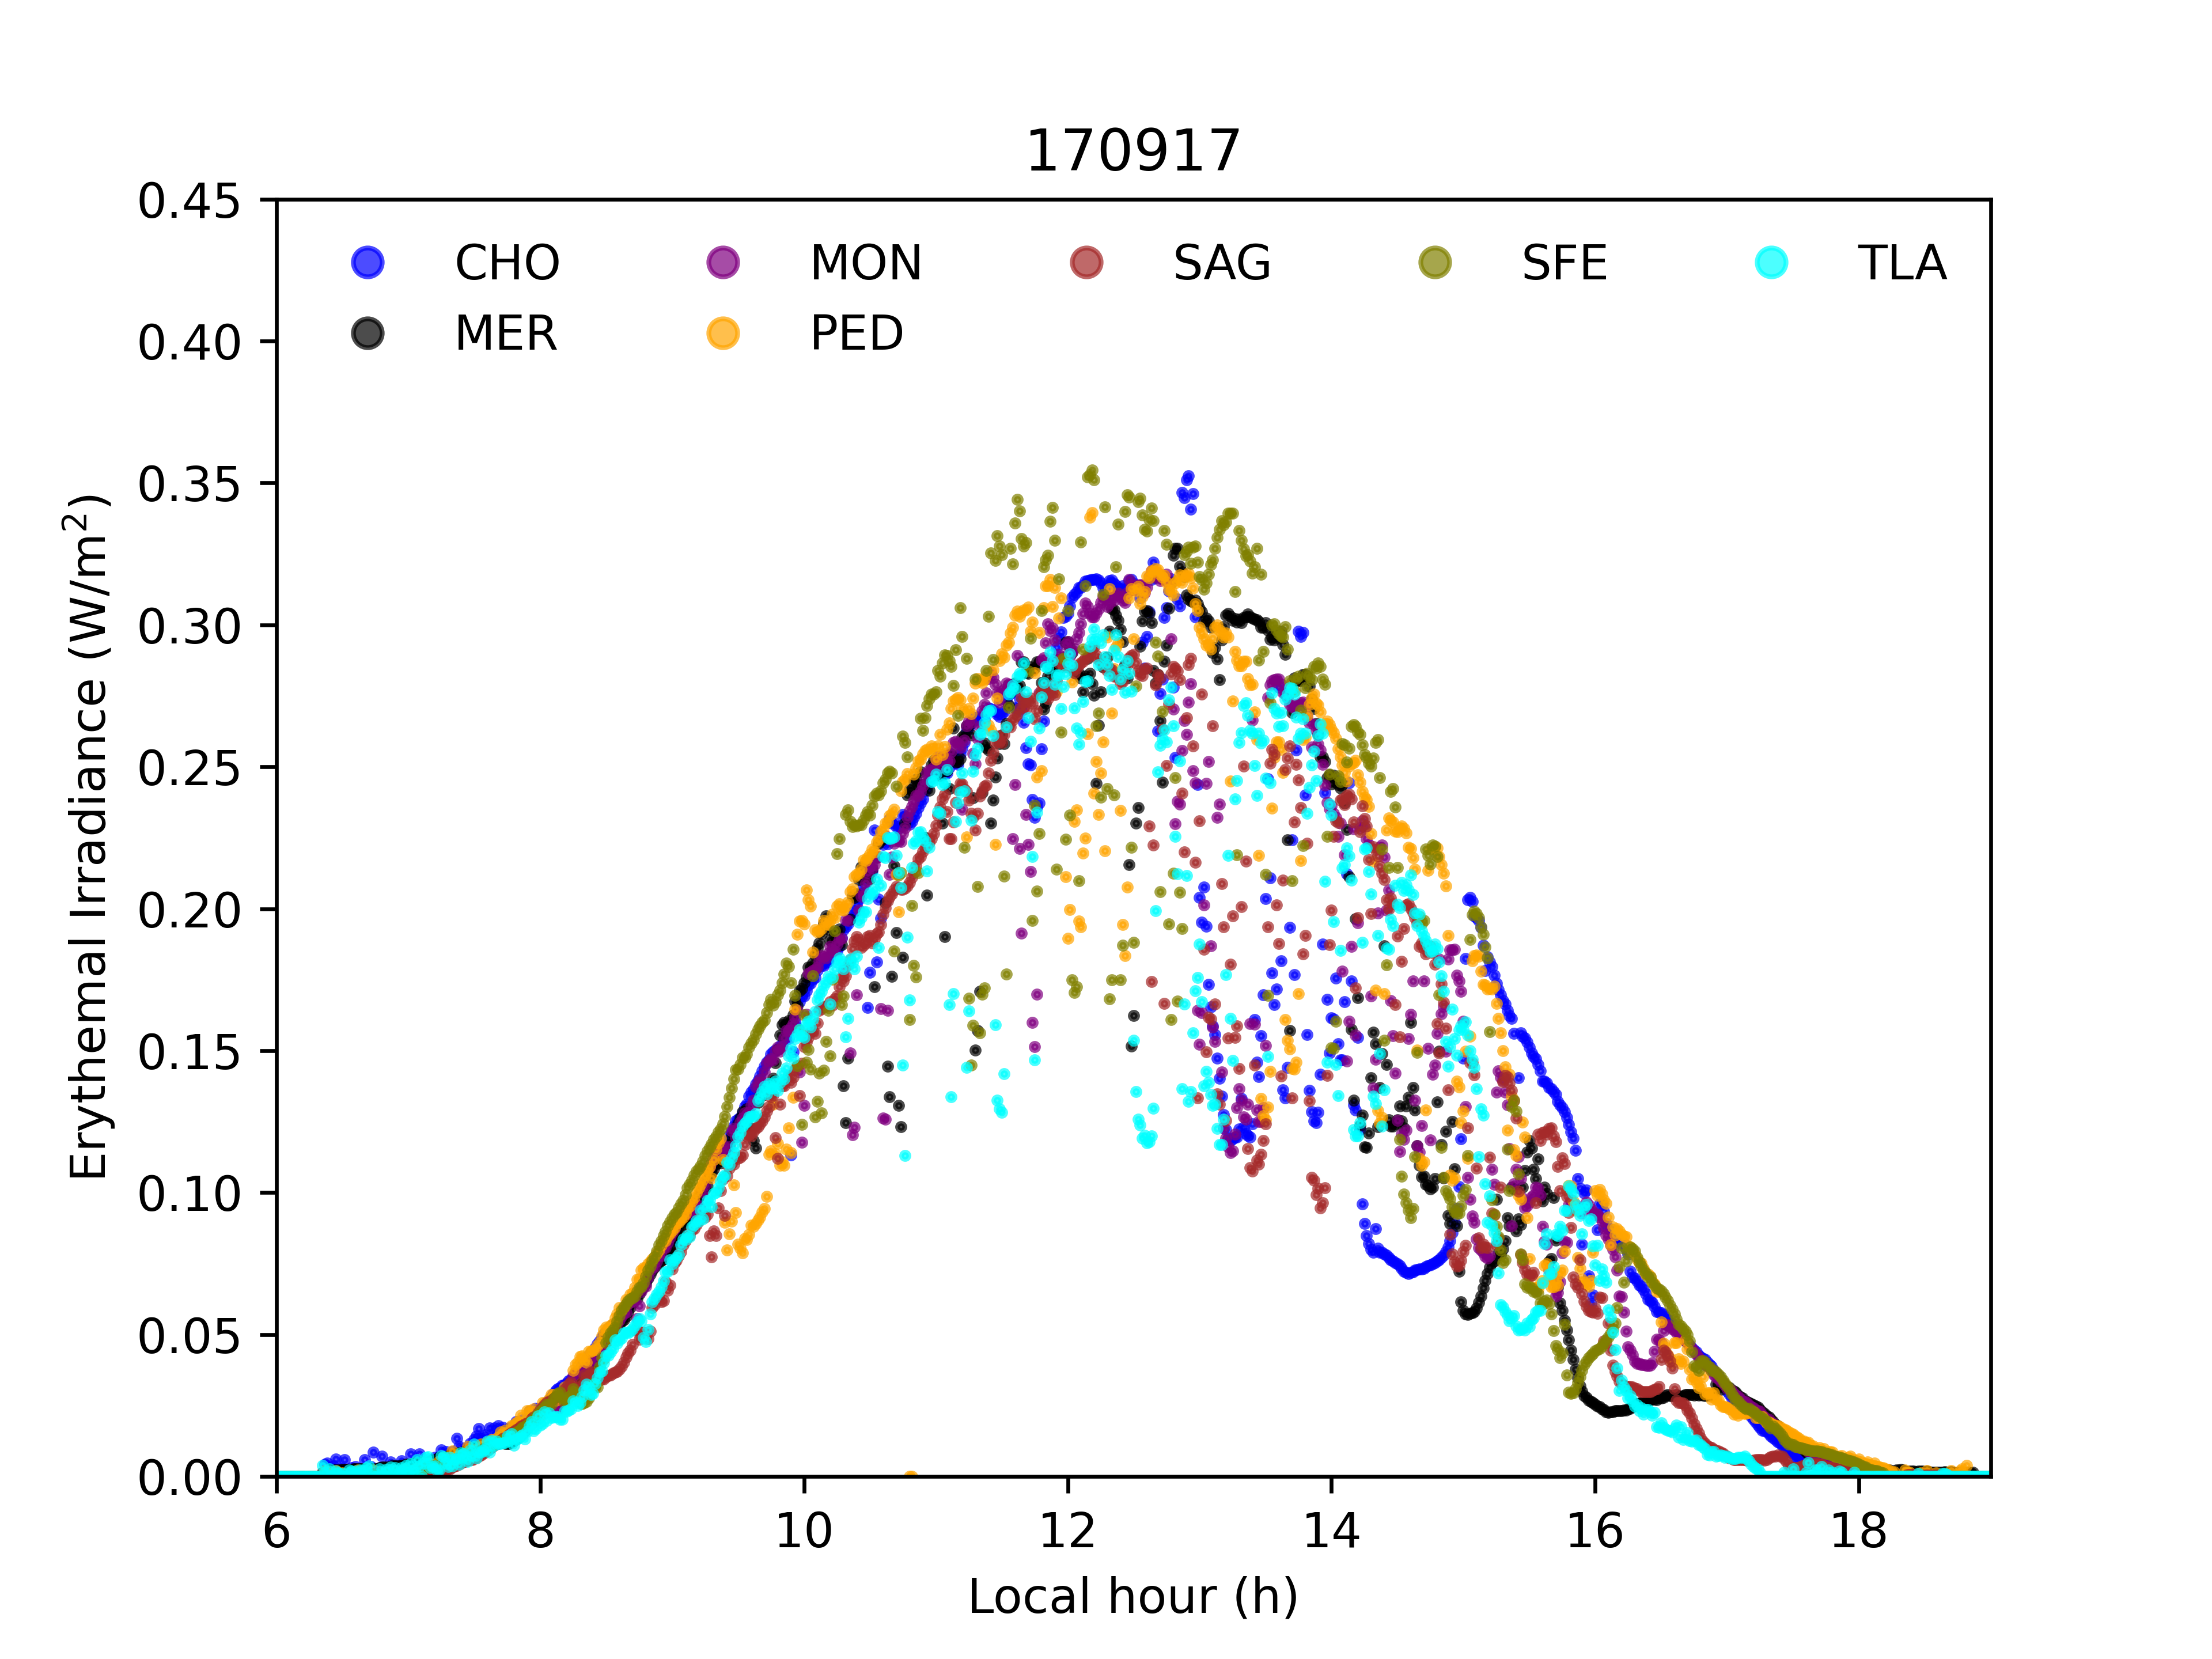 170917
0.45
CHO MON SAG SFE TLA
MER PED
0.40
0.35
0.30
0.25
0.20
0.15
0.10
0.05
0.00
Erythemal Irradiance (W/m²)
6 8 10 12 14 16 18
Local hour (h)